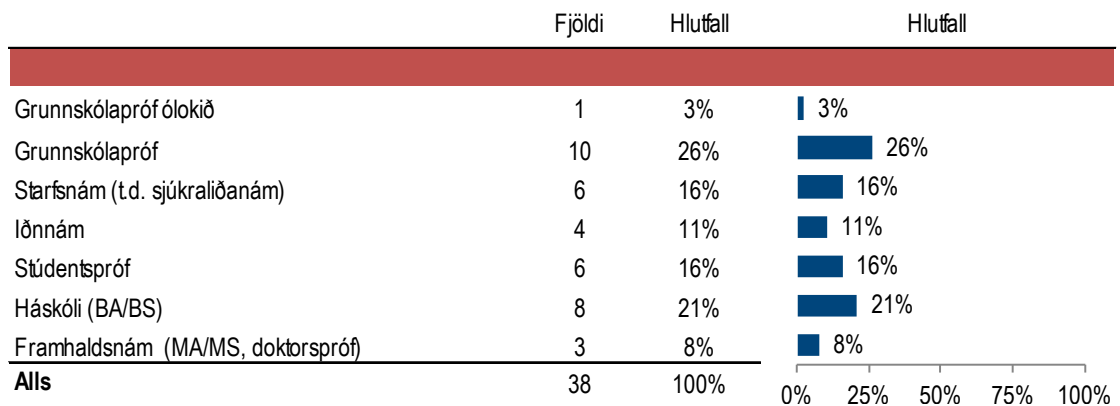 Fjöldi Hlutfall Hlutfall
Grunnskólapróf ólokið 1 3% 3%
Grunnskólapróf 10 26% 26%
Starfsnám (t.d. sjúkraliðanám) 6 16% 16%
Iðnnám 4 11% 11%
Stúdentspróf 6 16% 16%
Háskóli (BA/BS) 8 21% 21%
Framhaldsnám (MA/MS, doktorspróf) 3 8% 8%
Alls 38 100%
0% 25% 50% 75% 100%